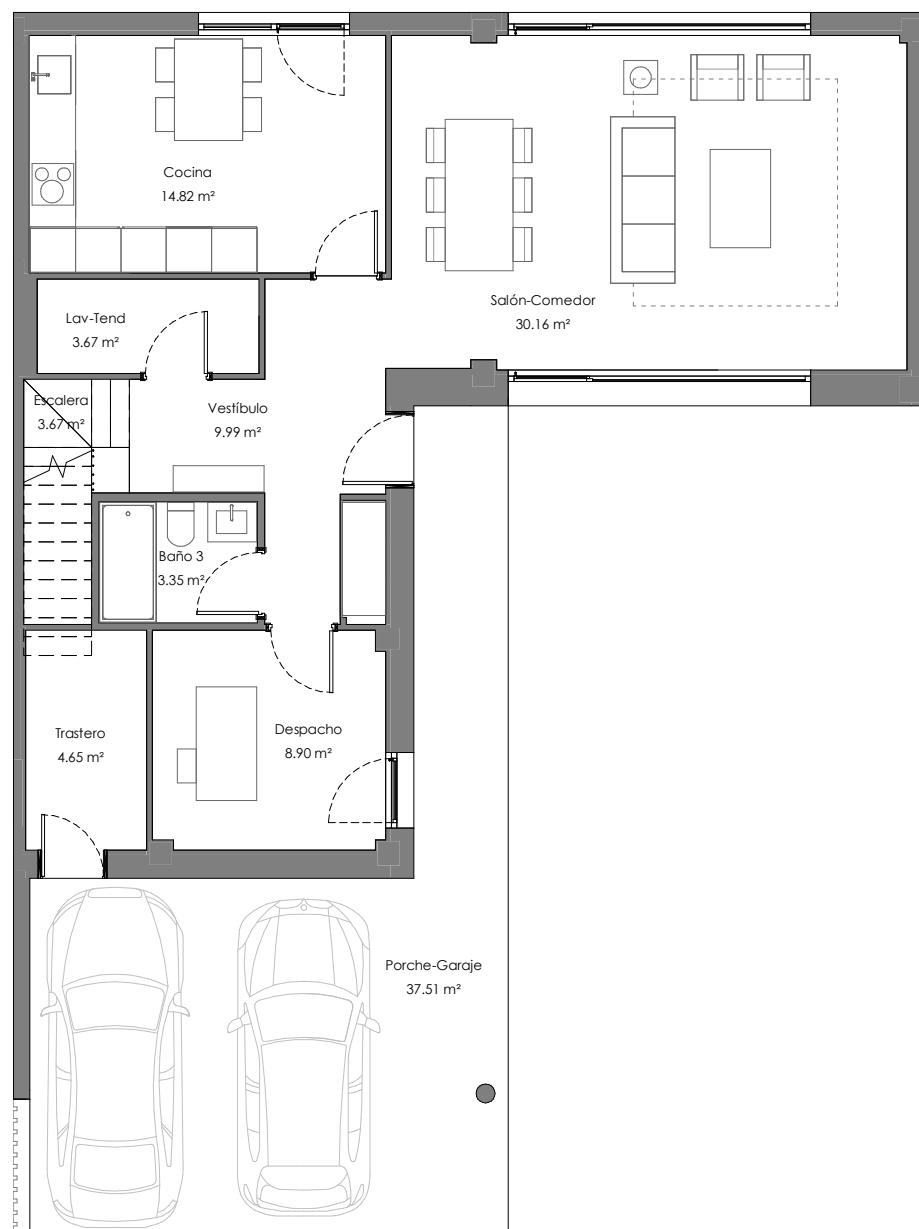 Cocina
14.82 m²
Salón-Comedor
30.16 m²
Lav-Tend
3.67 m²
Escalera
3.67 m²
Vestíbulo
9.99 m²
Baño 3
3.35 m²
Trastero
4.65 m²
Despacho
8.90 m²
Porche-Garaje
37.51 m²